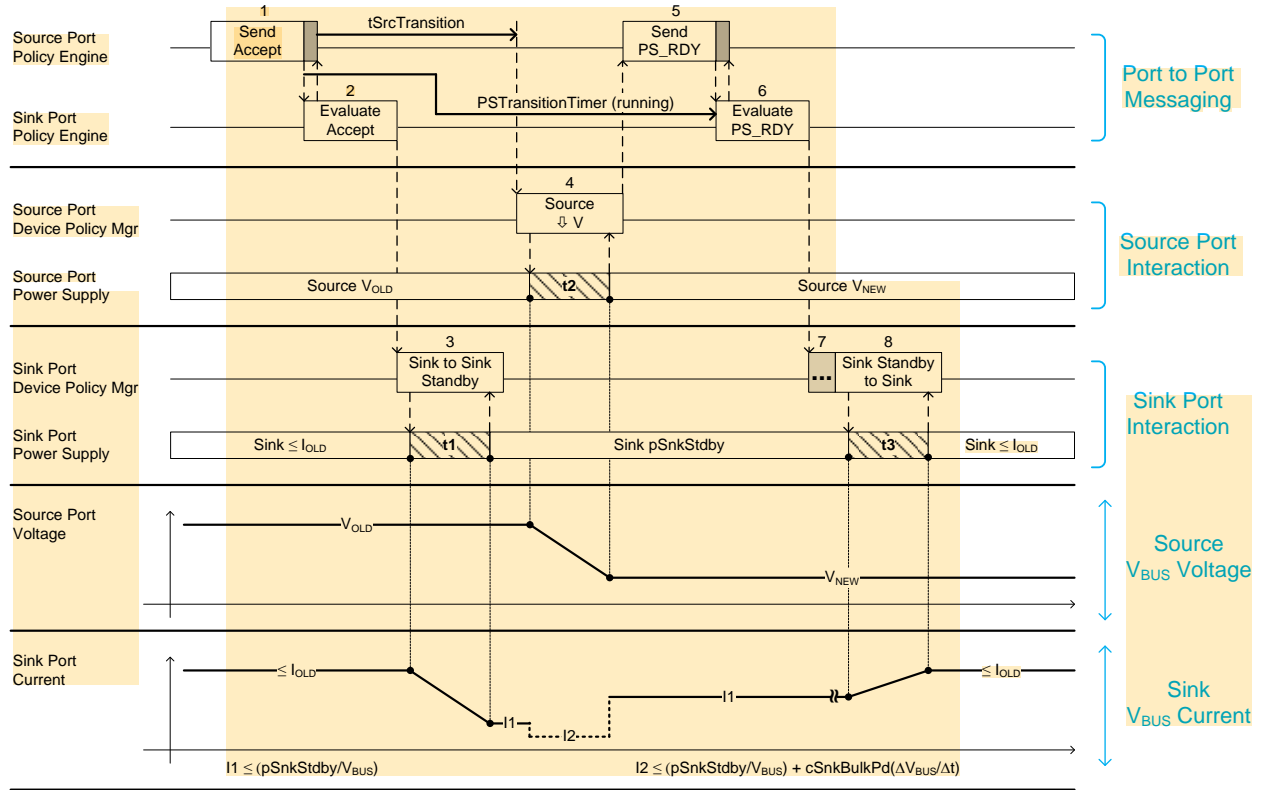 1
Send
Accept
tSrcTransition
5
Send
PS_RDY
Source Port
Policy Engine
2
Evaluate
Accept
PSTransitionTimer (running)
6
Evaluate
PS_RDY
Sink Port
Policy Engine
Port to Port
Messaging
4
Source
⇩ V
Source Port
Device Policy Mgr
Source Port
Power Supply
Source VOLD
t2
Source VNEW
Source Port
Interaction
3
Sink to Sink
Standby
7
...
8
Sink Standby
to Sink
Sink Port
Device Policy Mgr
Sink Port
Power Supply
Sink ≤ IOLD
t1
Sink pSnkStdby
t3
Sink ≤ IOLD
Sink Port
Interaction
Source Port
Voltage
VOLD
VNEW
Source
VBUS Voltage
Sink Port
Current
≤ IOLD
I1
I2
I1
≤ IOLD
Sink
VBUS Current
I1 ≤ (pSnkStdby/VBUS)
I2 ≤ (pSnkStdby/VBUS) + cSnkBulkPd(ΔVBUS/Δt)